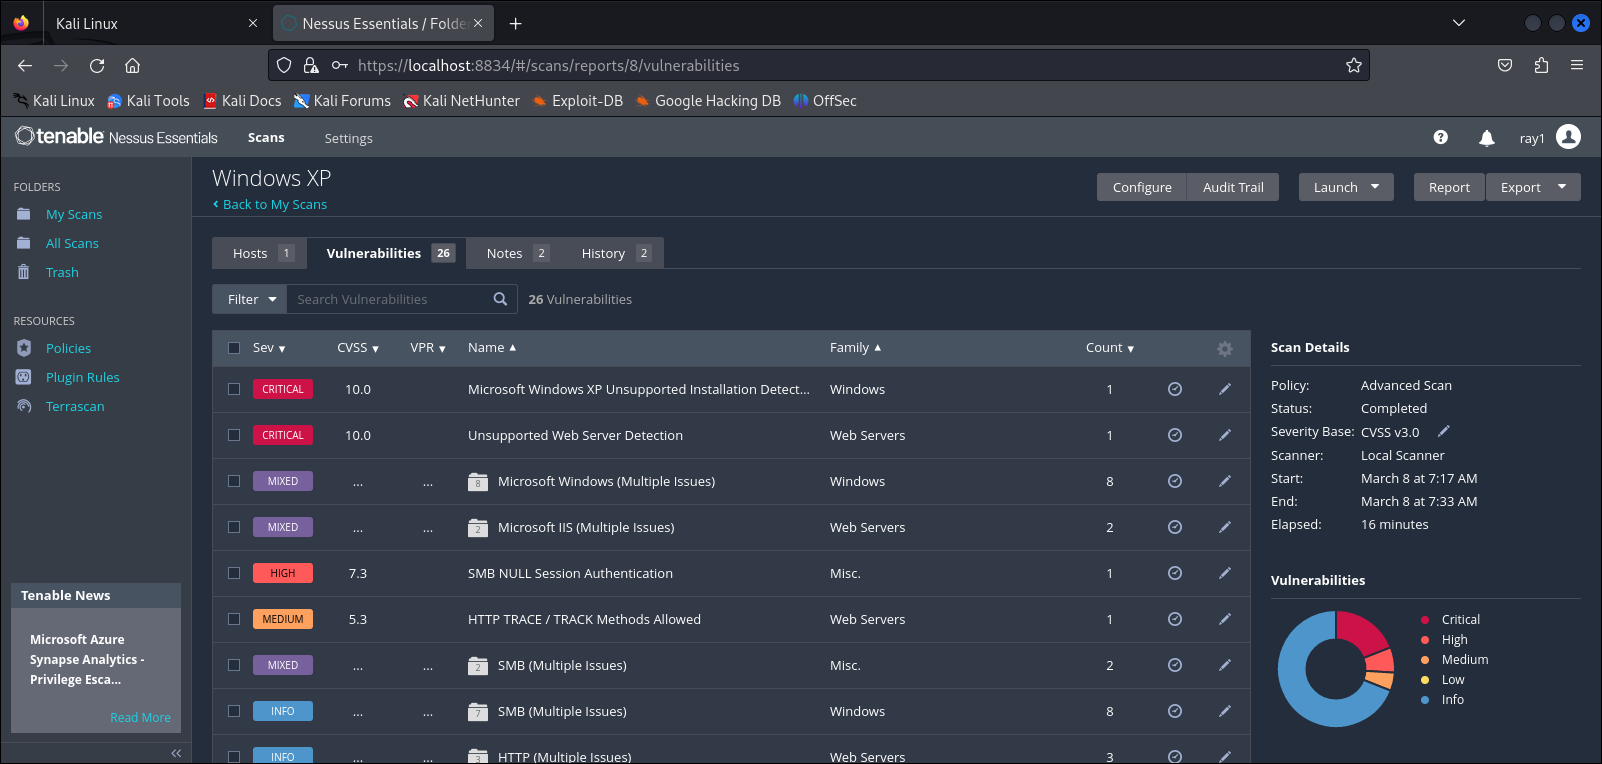 Kali Linux
Nessus Essentials / Folde
https://localhost:8834/#/scans/reports/8/vulnerabilities
Kali Linux Kali Tools Kali Docs Kali Forums Kali NetHunter Exploit-DB Google Hacking DB OffSec
tenable Nessus Essentials Scans Settings ray1
FOLDERS
My Scans
All Scans
Trash
RESOURCES
Policies
Plugin Rules
Terrascan
Tenable News
Microsoft Azure
Synapse Analytics -
Privilege Esca...
Read More
Windows XP
Back to My Scans
Configure Audit Trail Launch Report Export
Hosts 1 Vulnerabilities 26 Notes 2 History 2
Filter Search Vulnerabilities 26 Vulnerabilities
Sev CVSS VPR Name Family Count
CRITICAL 10.0 Microsoft Windows XP Unsupported Installation Detect... Windows 1
CRITICAL 10.0 Unsupported Web Server Detection Web Servers 1
MIXED ... ... 8 Microsoft Windows (Multiple Issues) Windows 8
MIXED ... ... 2 Microsoft IIS (Multiple Issues) Web Servers 2
HIGH 7.3 SMB NULL Session Authentication Misc. 1
MEDIUM 5.3 HTTP TRACE / TRACK Methods Allowed Web Servers 1
MIXED ... ... 2 SMB (Multiple Issues) Misc. 2
INFO ... ... 7 SMB (Multiple Issues) Windows 8
INFO ... ... 3 HTTP (Multiple Issues) Web Servers 3
Scan Details
Policy: Advanced Scan
Status: Completed
Severity Base: CVSS v3.0
Scanner: Local Scanner
Start: March 8 at 7:17 AM
End: March 8 at 7:33 AM
Elapsed: 16 minutes
Vulnerabilities
Critical
High
Medium
Low
Info